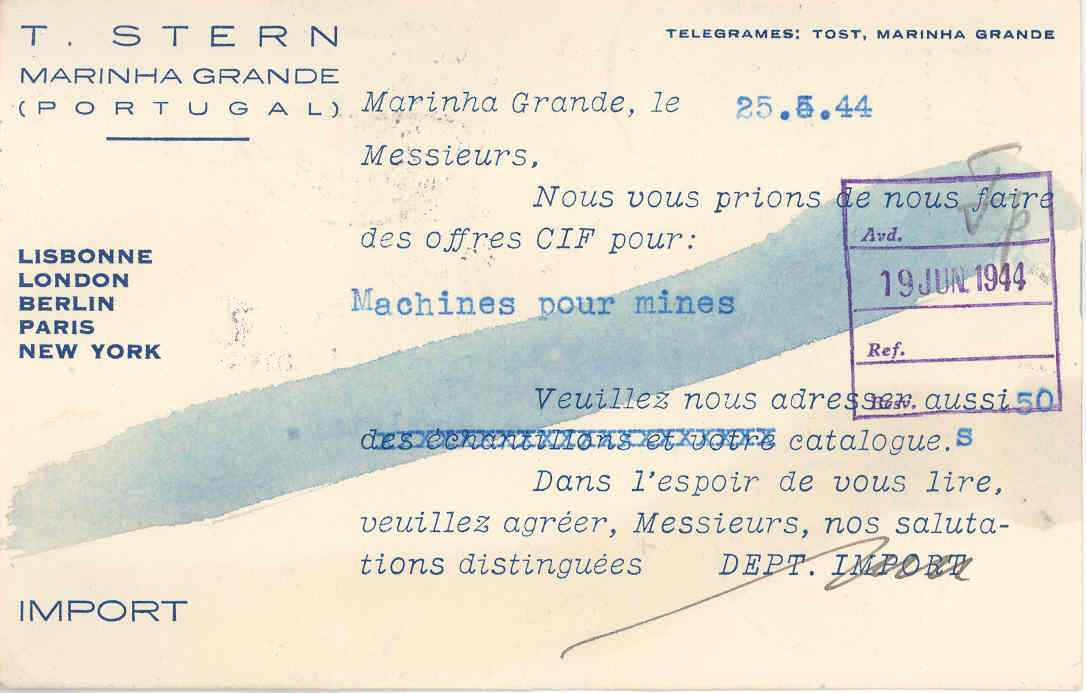 T. STERN
MARINHA GRANDE
(PORTUGAL)
TELEGRAMES: TOST, MARINHA GRANDE
Marinha Grande, le 25.5.44
Messieurs,
Nous vous prions de nous faire
des offres CIF pour:
Machines pour mines
Veuillez nous adresser aussi 50
des échantillons et votre catalogue.s
Dans l'espoir de vous lire,
veuillez agréer, Messieurs, nos saluta-
tions distinguées DEPT. IMPORT
LISBONNE
LONDON
BERLIN
PARIS
NEW YORK
IMPORT
Avd.
19 JUN. 1944
Ref.